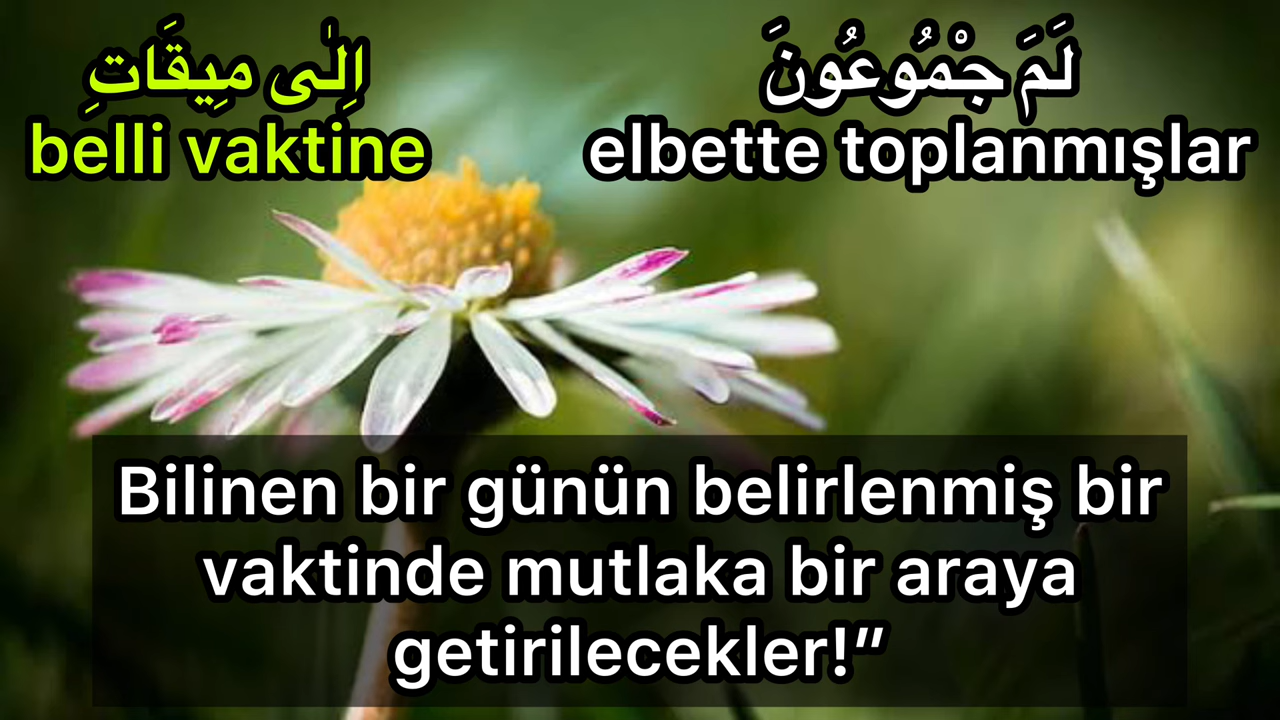 لَمَ جْمُوعُونَ
elbette toplanmışlar
اِلٰى مِيقَاتِ
belli vaktine
Bilinen bir günün belirlenmiş bir
vaktinde mutlaka bir araya
getirilecekler!”